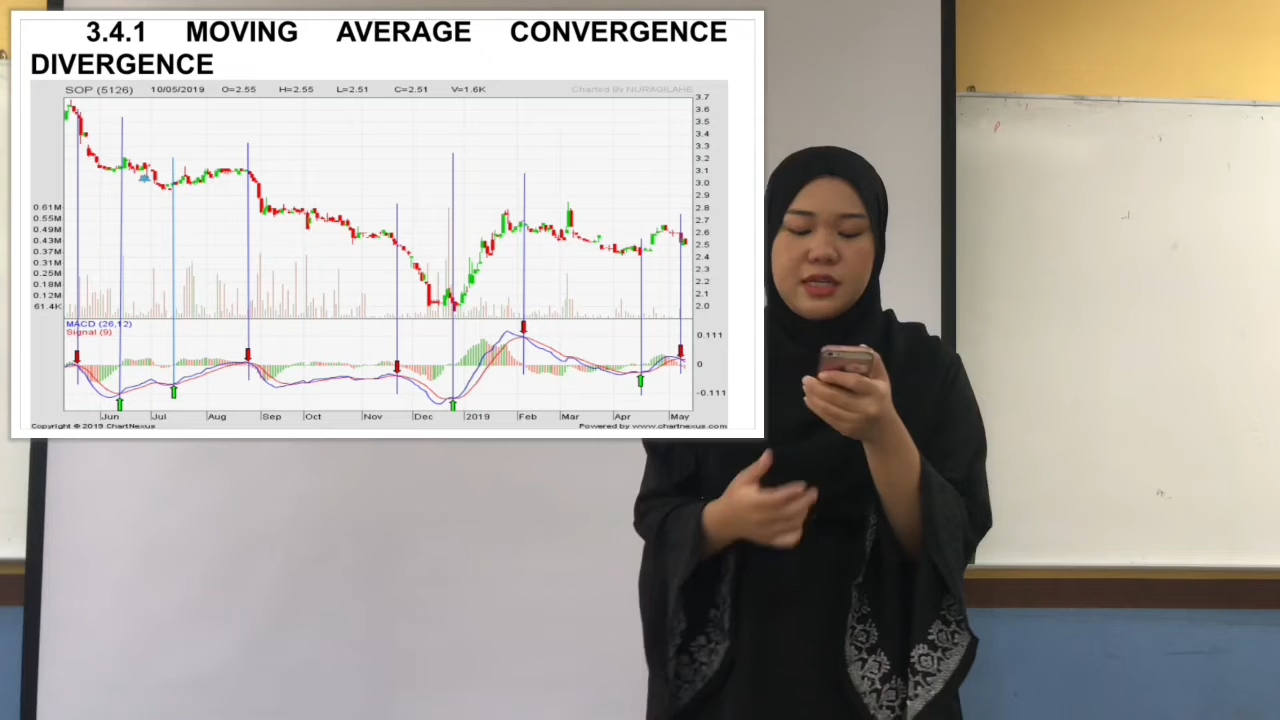 3.4.1 MOVING AVERAGE CONVERGENCE
DIVERGENCE
SOP (5126) 10/05/2019 O=2.55 H=2.55 L=2.51 C=2.51 V=1.6K Charted By NURAGILAHE
3.7
3.6
3.5
3.4
3.3
3.2
3.1
3.0
2.9
2.8
2.7
2.6
2.5
2.4
2.3
2.2
2.1
2.0
0.61M
0.55M
0.49M
0.43M
0.37M
0.31M
0.25M
0.18M
0.12M
61.4K
MACD (26,12)
Signal (9)
0.111
0
-0.111
Jun Jul Aug Sep Oct Nov Dec 2019 Feb Mar Apr May
Copyright © 2019 ChartNexus Powered by www.chartnexus.com